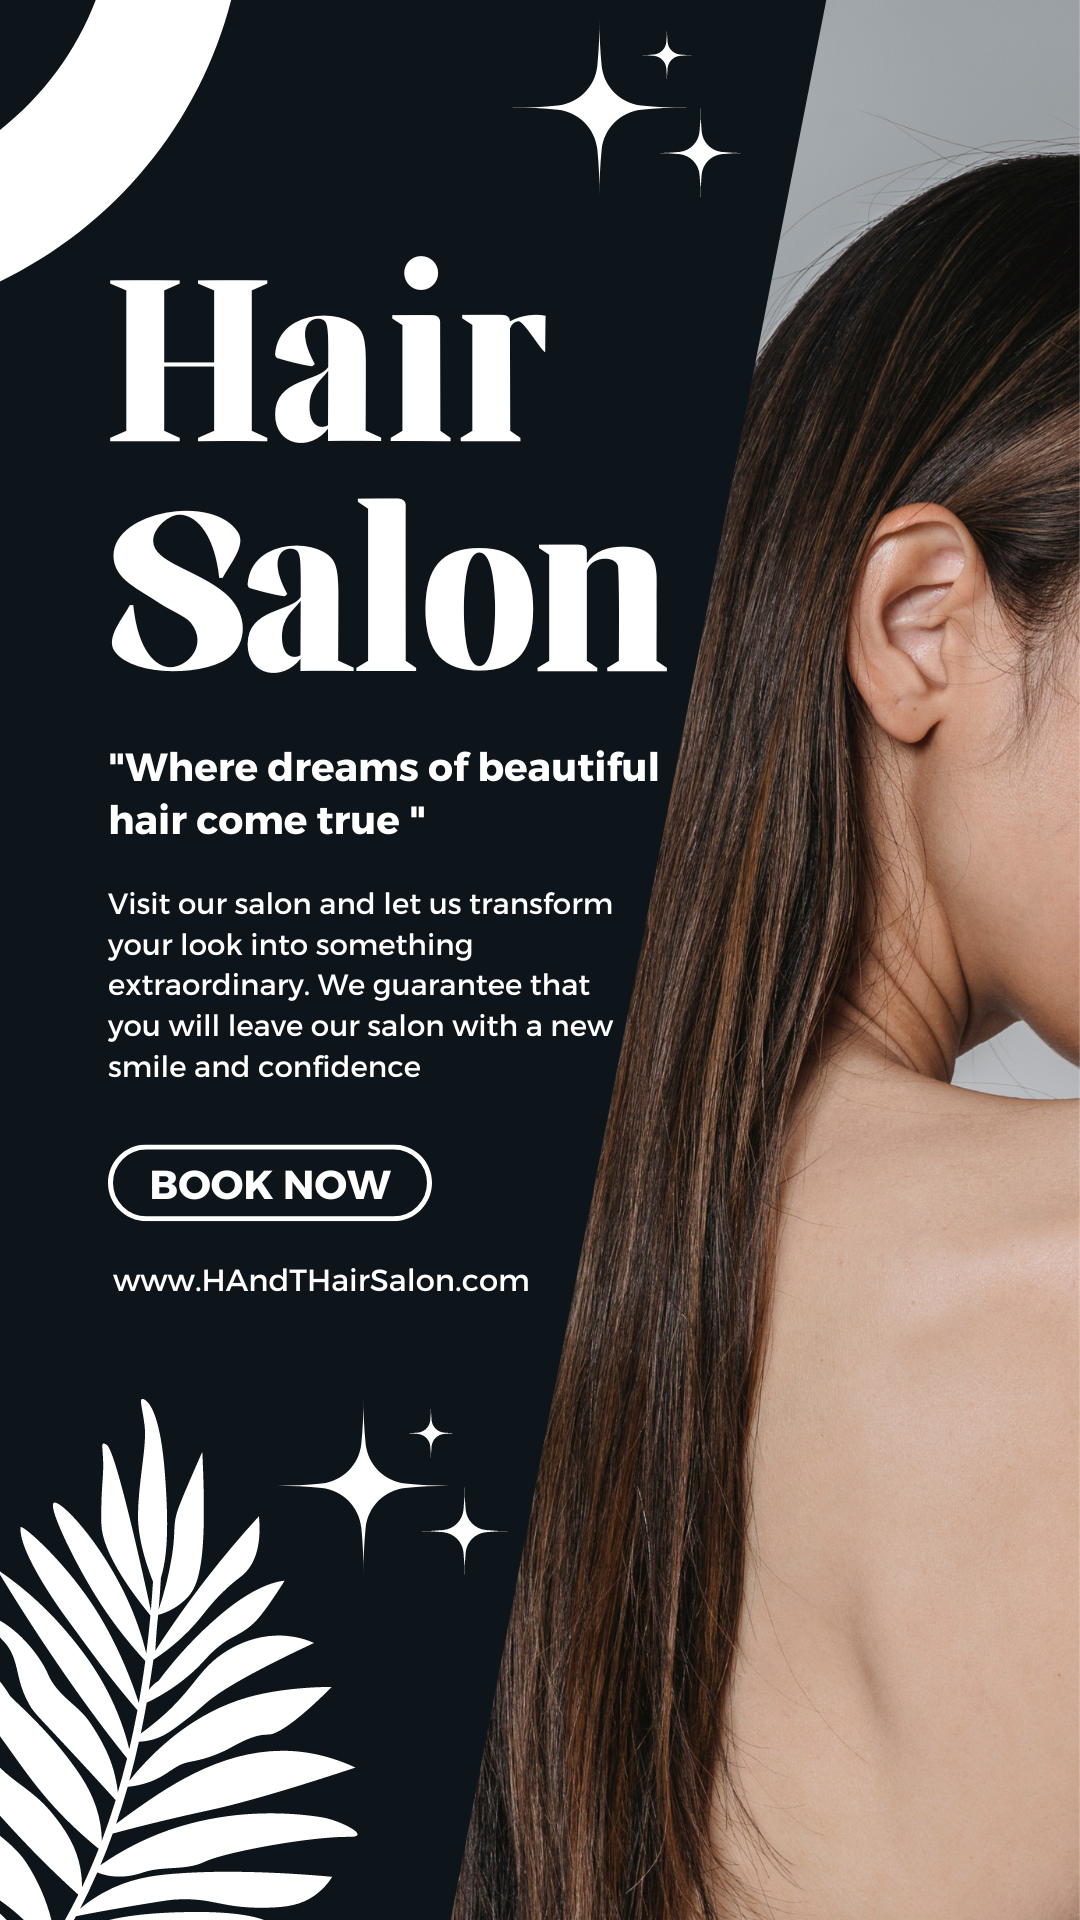 Hair
Salon
"Where dreams of beautiful
hair come true "
Visit our salon and let us transform
your look into something
extraordinary. We guarantee that
you will leave our salon with a new
smile and confidence
BOOK NOW
www.HAndTHairSalon.com